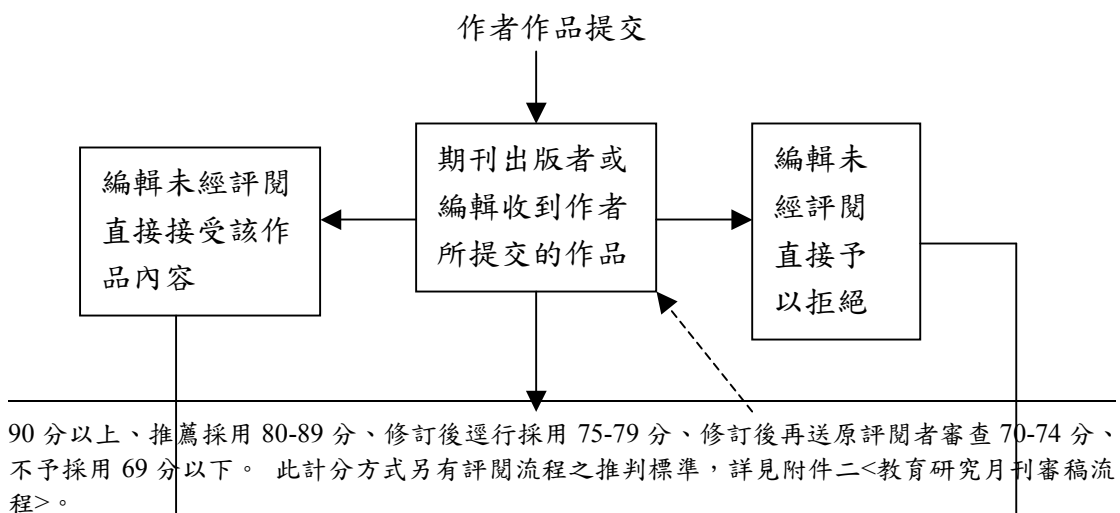 作者作品提交
編輯未經評閱
直接接受該作
品內容
期刊出版者或
編輯收到作者
所提交的作品
編輯未
經評閱
直接予
以拒絕
90 分以上、推薦採用 80-89 分、修訂後逕行採用 75-79 分、修訂後再送原評閱者審查 70-74 分、
不予採用 69 分以下。 此計分方式另有評閱流程之推判標準，詳見附件二<教育研究月刊審稿流
程>。